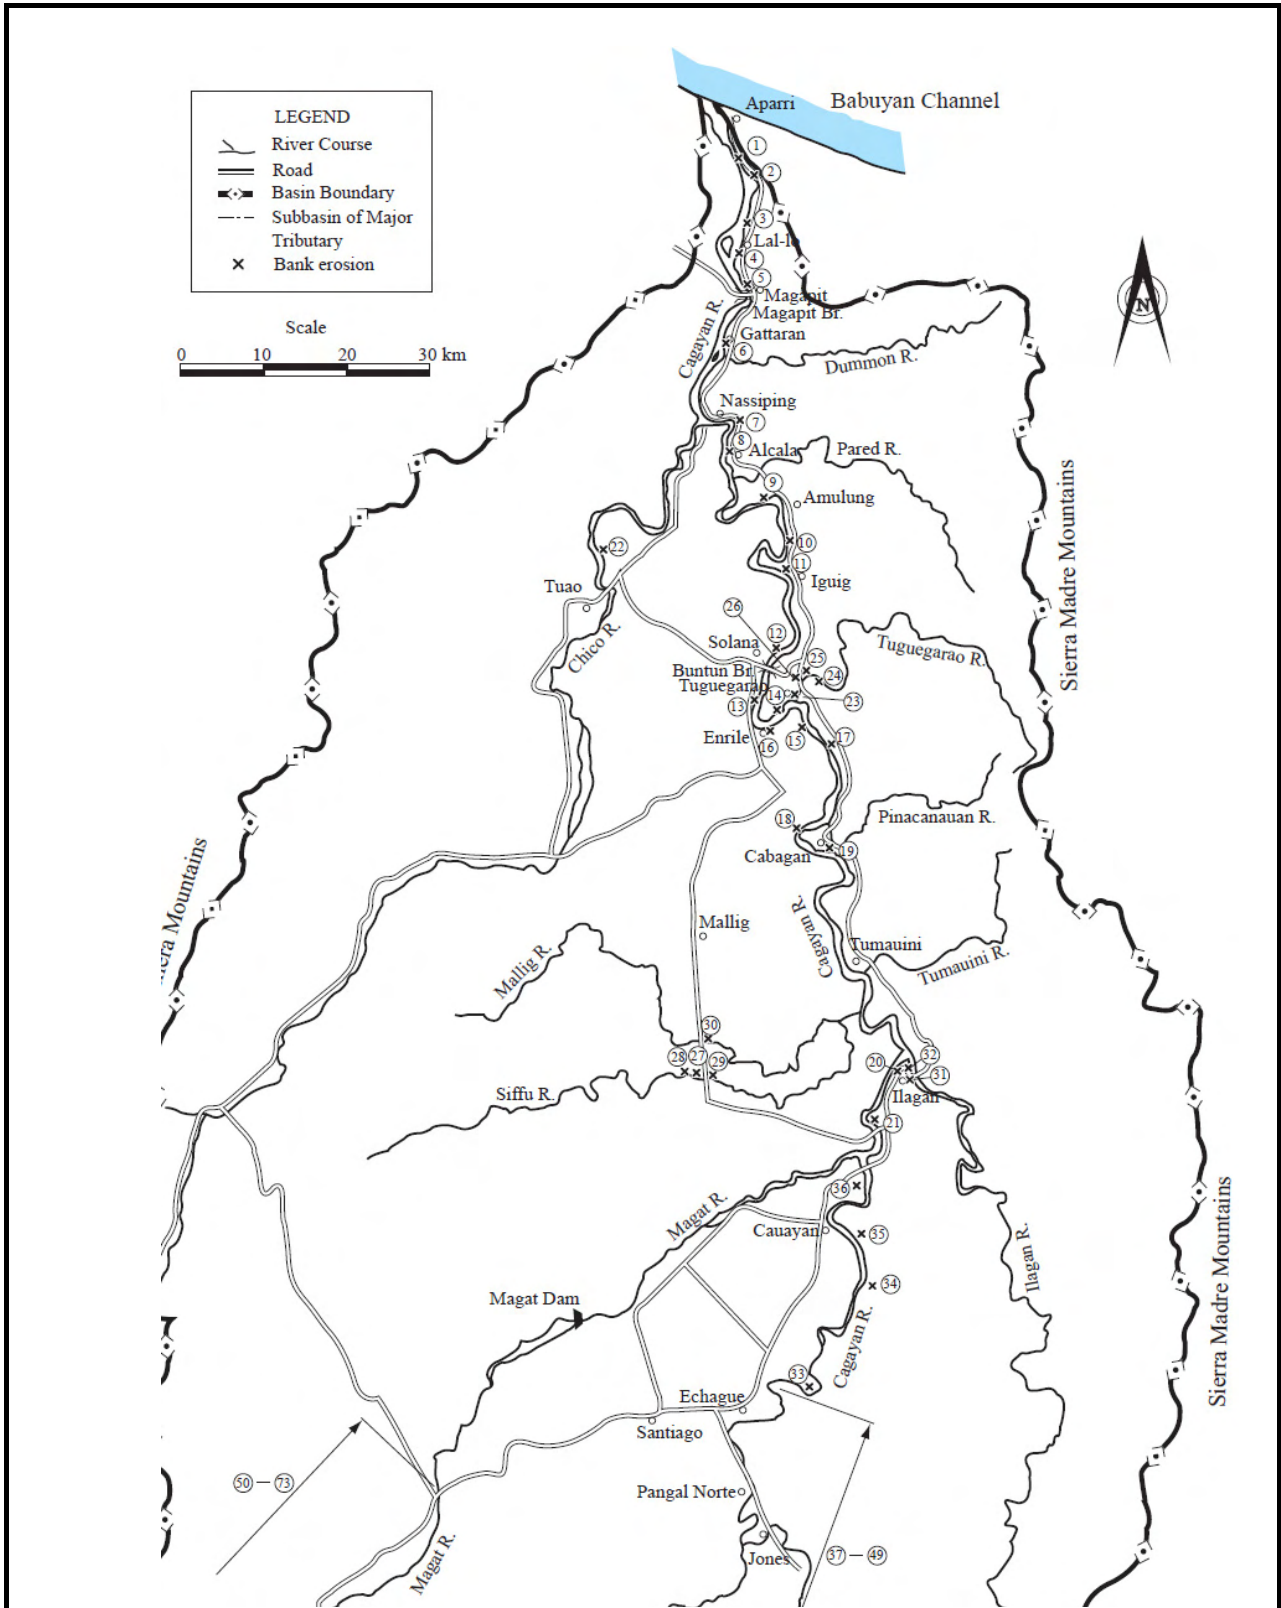 Aparri
Babuyan Channel
LEGEND
River Course
Road
Basin Boundary
Subbasin of Major
Tributary
Bank erosion
Scale
0 10 20 30 km
N
1
2
3
Lal-lo
4
5
Magapit
Magapit Br.
Cagayan R.
Gattaran
6
Dummon R.
Nassiping
7
8
Alcala
Pared R.
9
Amulung
Sierra Madre Mountains
10
22
11
Iguig
Tuao
26
12
Solana
Chico R.
Tuguegarao R.
25
Buntun Br.
24
Tuguegarao
14
23
13
Enrile
16
15
17
18
Pinacanauan R.
Cabagan
19
Mallig
Cagayan R.
Tumauini
Tumauini R.
Mallig R.
iera Mountains
30
28
27
29
20
32
31
Siffu R.
Ilagan
21
36
Magat R.
Cauayan
35
Ilagan R.
Sierra Madre Mountains
34
Magat Dam
Cagayan R.
33
Echague
Santiago
50 — 73
Pangal Norte
Jones
37 — 49
Magat R.